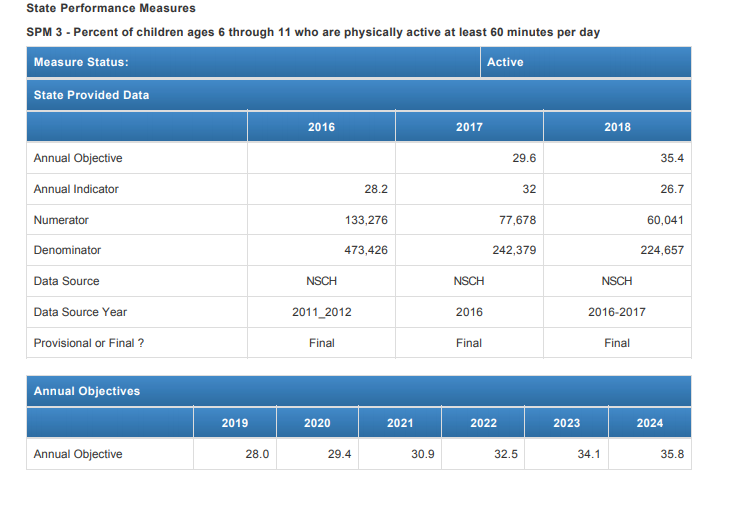 State Performance Measures
SPM 3 - Percent of children ages 6 through 11 who are physically active at least 60 minutes per day
Measure Status: Active
State Provided Data
2016 2017 2018
Annual Objective 29.6 35.4
Annual Indicator 28.2 32 26.7
Numerator 133,276 77,678 60,041
Denominator 473,426 242,379 224,657
Data Source NSCH NSCH NSCH
Data Source Year 2011_2012 2016 2016-2017
Provisional or Final ? Final Final Final
Annual Objectives
2019 2020 2021 2022 2023 2024
Annual Objective 28.0 29.4 30.9 32.5 34.1 35.8